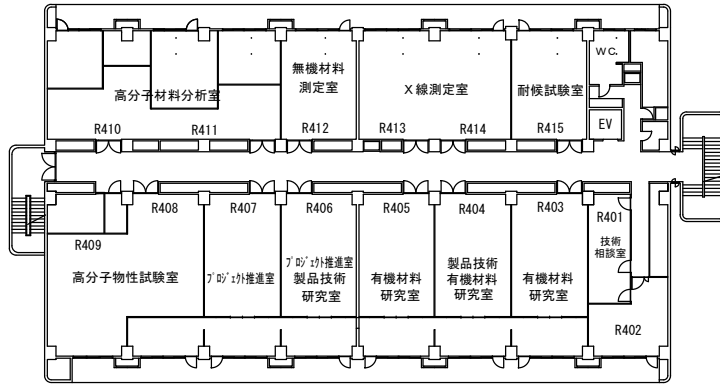 無機材料
測定室
高分子材料分析室
X線測定室
耐候試験室
WC.
EV
R410
R411
R412
R413
R414
R415
R409
R408
R407
R406
R405
R404
R403
R401
技術
相談室
高分子物性試験室
プロジェクト推進室
プロジェクト推進室
製品技術
研究室
有機材料
研究室
製品技術
有機材料
研究室
有機材料
研究室
R402